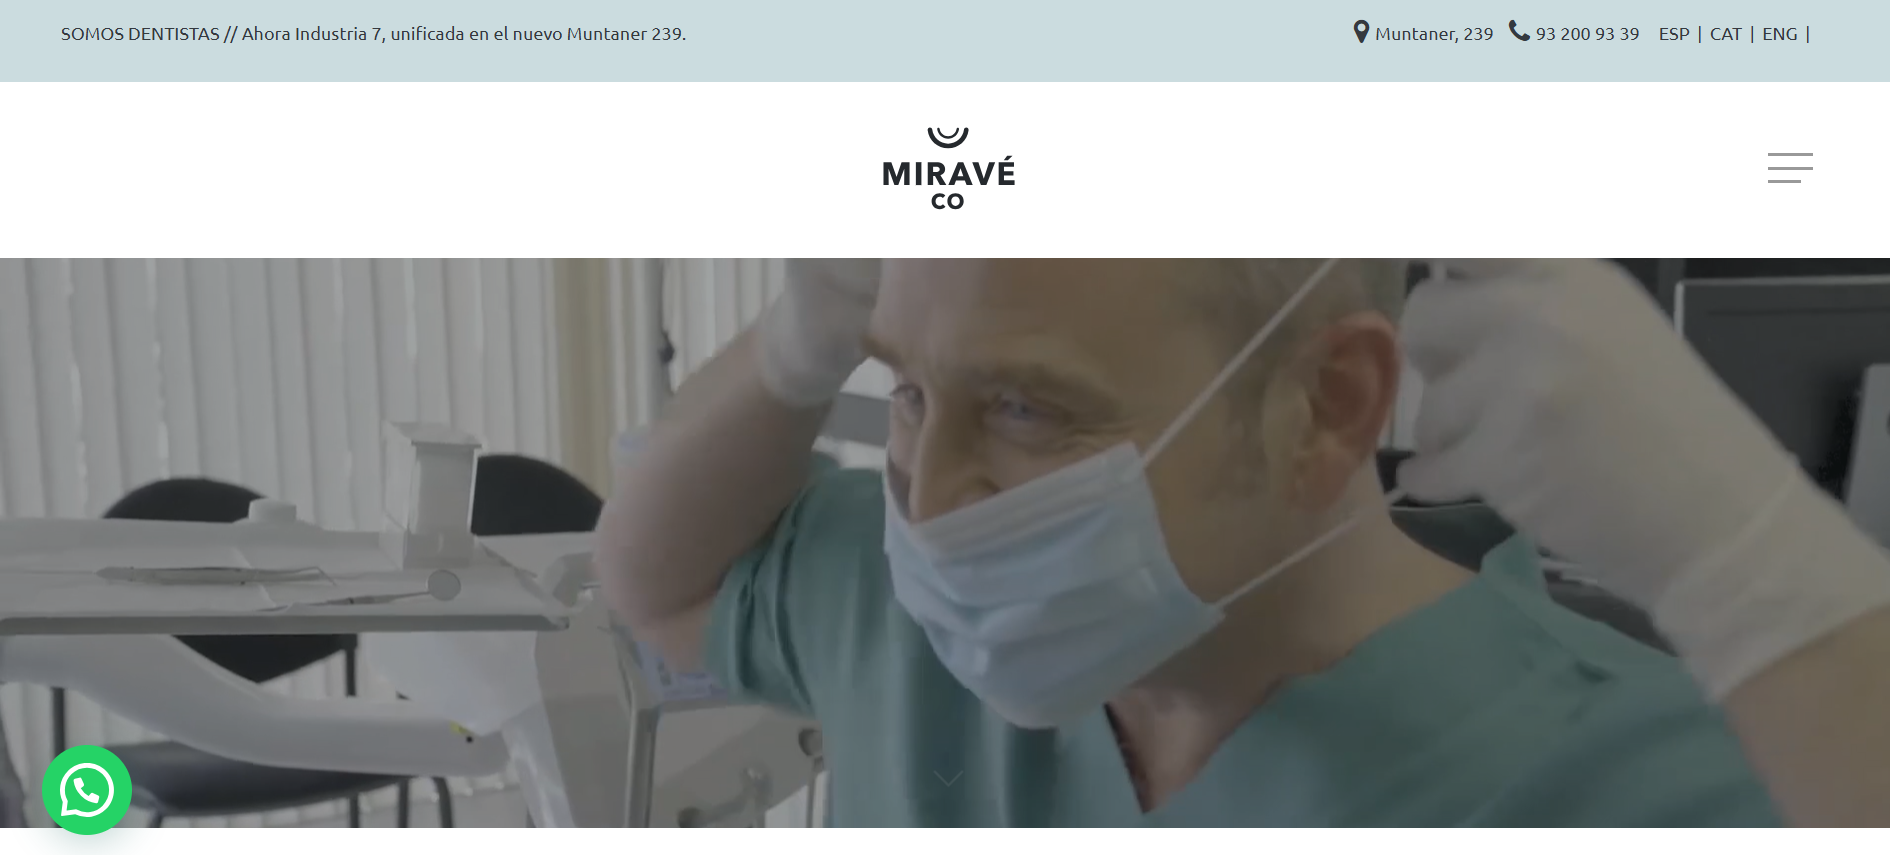 SOMOS DENTISTAS // Ahora Industria 7, unificada en el nuevo Muntaner 239.
Muntaner, 239 93 200 93 39 ESP | CAT | ENG |
MIRAVÉ
CO